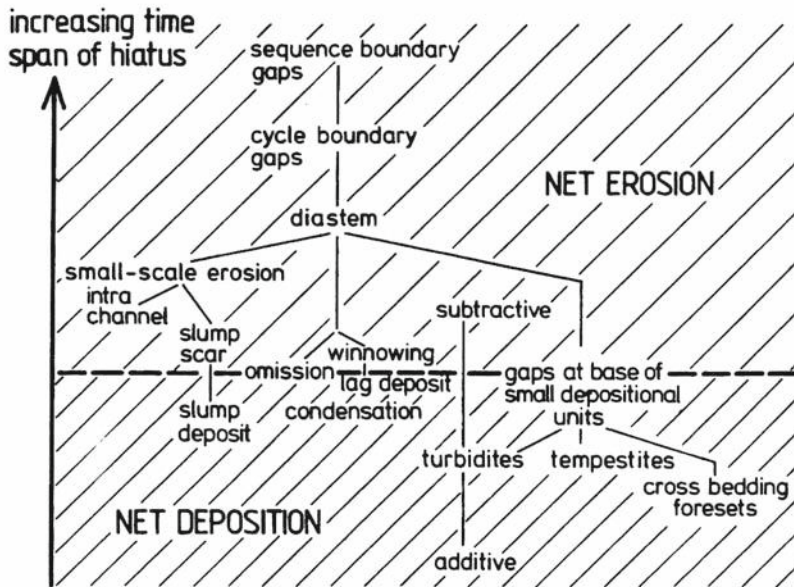 increasing time
span of hiatus
sequence boundary
gaps
cycle boundary
gaps
NET EROSION
diastem
small-scale erosion
intra
channel
subtractive
slump
scar
winnowing
omission
lag deposit
gaps at base of
small depositional
units
condensation
slump
deposit
turbidites
tempestites
cross bedding
foresets
NET DEPOSITION
additive